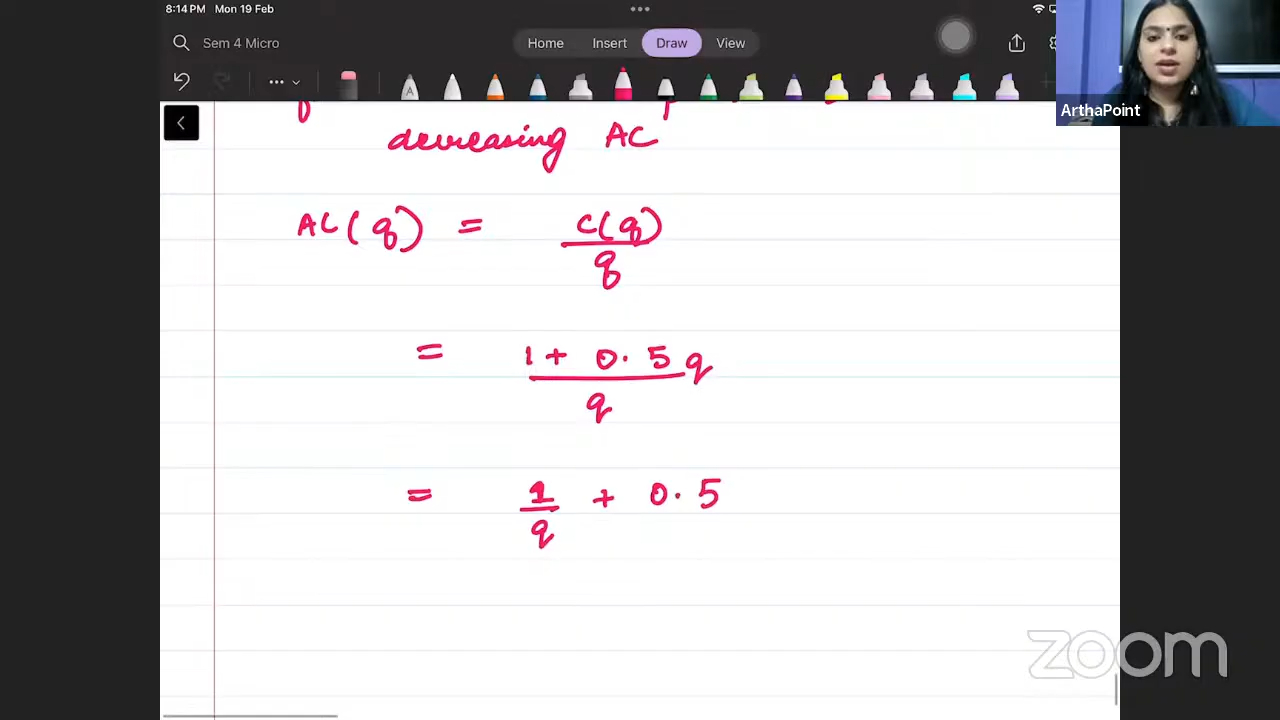 8:14 PM Mon 19 Feb
Sem 4 Micro
Home Insert Draw View
A
ArthaPoint
decreasing AC
AC(q) = C(q)
q
= 1 + 0.5q
q
= 1 + 0.5
q
zoom